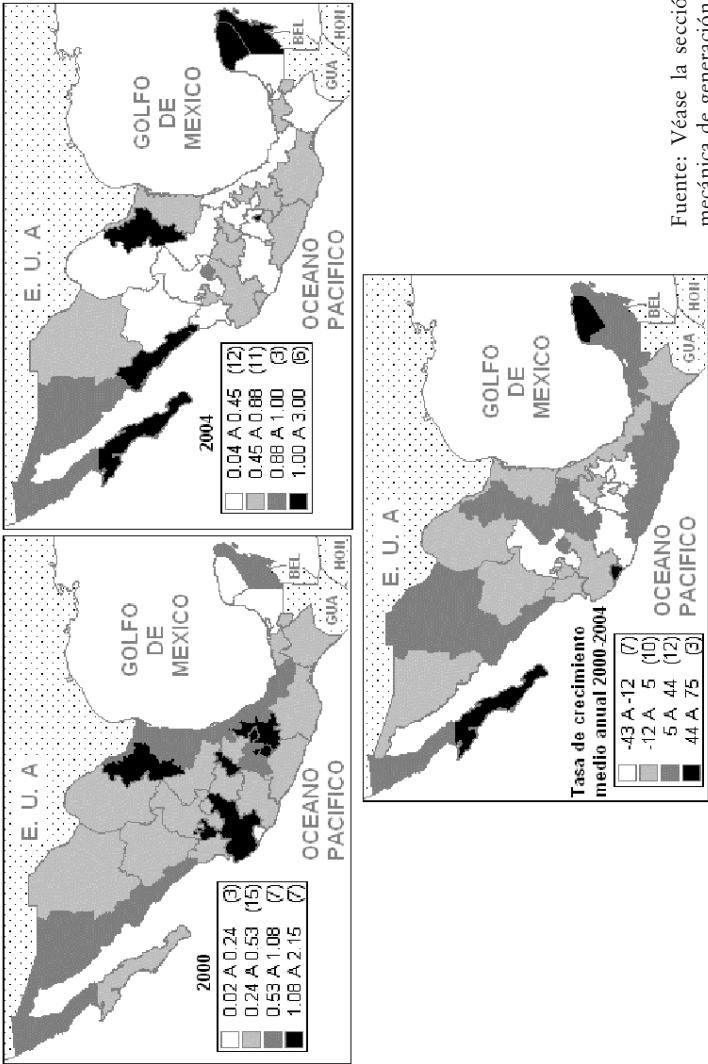 E. U. A
GOLFO
DE
MEXICO
BEL
GUA
HON
OCEANO
PACIFICO
2000
0.02 A 0.24 (3)
0.24 A 0.53 (15)
0.53 A 1.08 (7)
1.08 A 2.15 (7)
E. U. A
GOLFO
DE
MEXICO
BEL
GUA
HON
OCEANO
PACIFICO
2004
0.04 A 0.45 (12)
0.45 A 0.88 (11)
0.88 A 1.00 (3)
1.00 A 3.00 (6)
E. U. A
GOLFO
DE
MEXICO
BEL
GUA
HON
OCEANO
PACIFICO
Tasa de crecimiento
medio anual 2000-2004
-43 A -12 (7)
-12 A 5 (10)
5 A 44 (12)
44 A 75 (3)
Fuente: Véase la secció
mecánica de generación